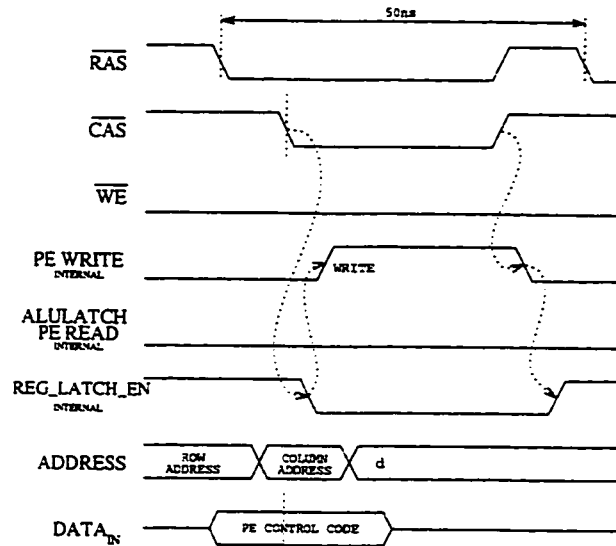 50ns
RAS
CAS
WE
PE WRITE
INTERNAL
WRITE
ALULATCH
PE READ
INTERNAL
REG_LATCH_EN
INTERNAL
ADDRESS
ROW
ADDRESS
COLUMN
ADDRESS
d
DATA IN
PE CONTROL CODE